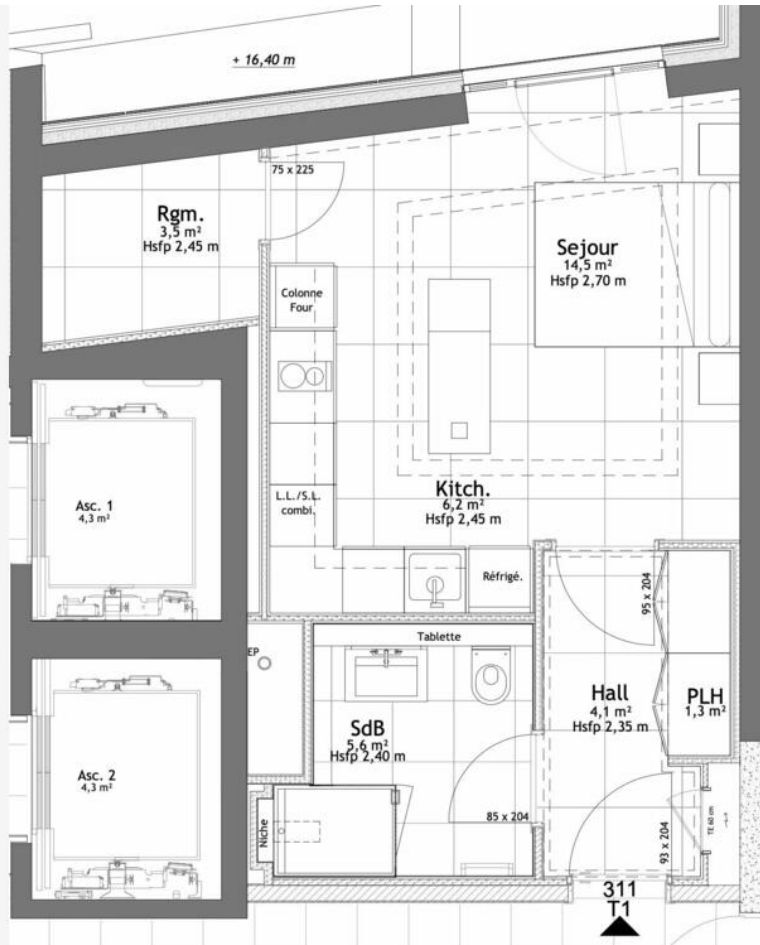 + 16,40 m
75 x 225
Rgm.
3,5 m²
Hsfp 2,45 m
Sejour
14,5 m²
Hsfp 2,70 m
Colonne
Four
Asc. 1
4,3 m²
L.L./S.L.
combi.
Kitch.
6,2 m²
Hsfp 2,45 m
Réfrigé.
95 x 204
Tablette
EP
SdB
5,6 m²
Hsfp 2,40 m
Hall
4,1 m²
Hsfp 2,35 m
PLH
1,3 m²
Asc. 2
4,3 m²
Niche
85 x 204
93 x 204
TE 60 cm
311
T1